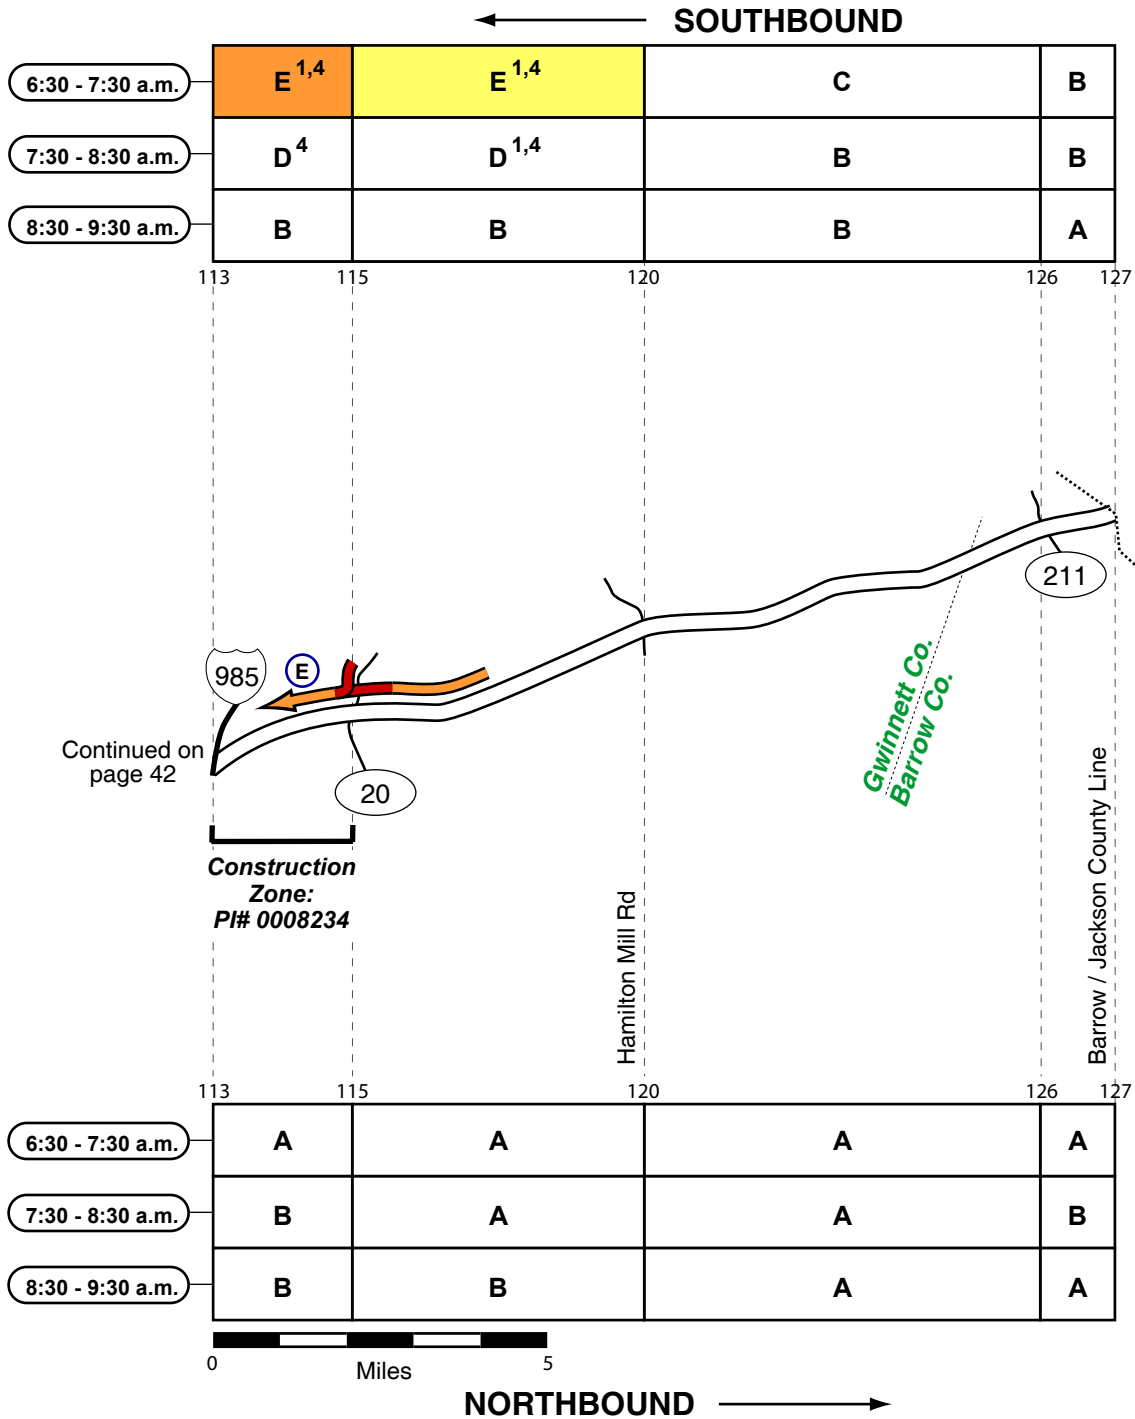 SOUTHBOUND
6:30 - 7:30 a.m. E 1,4 E 1,4 C B
7:30 - 8:30 a.m. D 4 D 1,4 B B
8:30 - 9:30 a.m. B B B A
113 115 120 126 127
211
985
E
Gwinnett Co.
Barrow Co.
Continued on
page 42
20
Construction
Zone:
PI# 0008234
Hamilton Mill Rd
Barrow / Jackson County Line
113 115 120 126 127
6:30 - 7:30 a.m. A A A A
7:30 - 8:30 a.m. B A A B
8:30 - 9:30 a.m. B B A A
0 Miles 5
NORTHBOUND